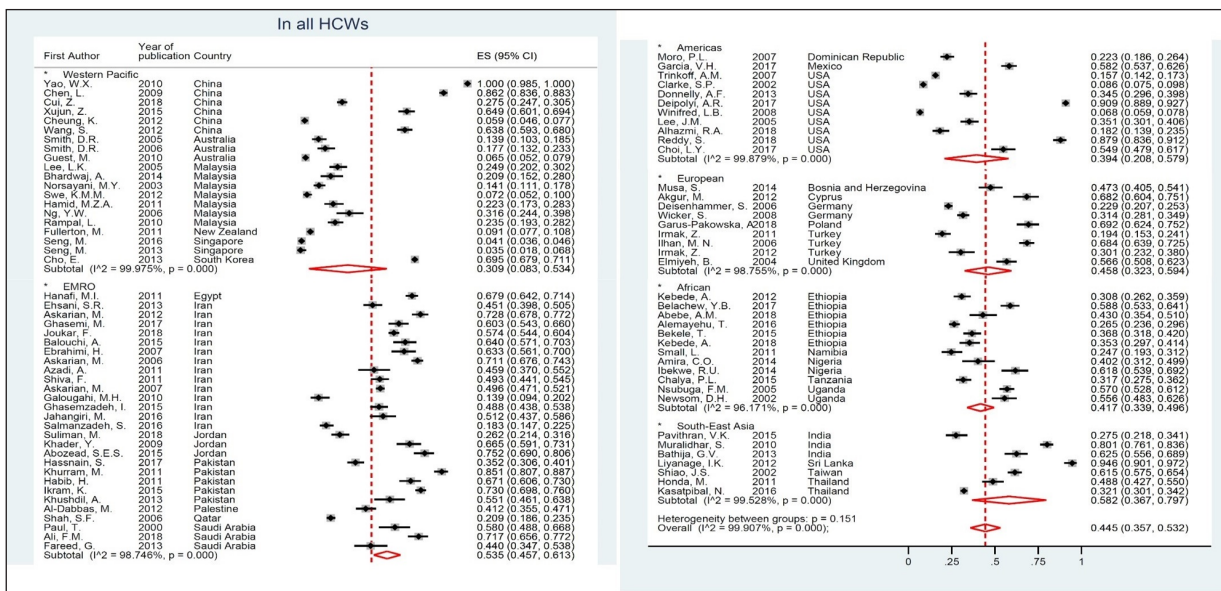 In all HCWs
First Author Year of publication Country ES (95% CI)
* Western Pacific
Yao, W.X. 2010 China 1.000 (0.985, 1.000)
Chen, L. 2009 China 0.862 (0.836, 0.883)
Cui, Z. 2018 China 0.275 (0.247, 0.305)
Xujun, Z. 2015 China 0.649 (0.601, 0.694)
Cheung, K. 2012 China 0.059 (0.046, 0.077)
Wang, S. 2012 China 0.638 (0.593, 0.680)
Smith, D.R. 2005 Australia 0.139 (0.103, 0.185)
Smith, D.R. 2006 Australia 0.177 (0.132, 0.233)
Guest, M. 2010 Australia 0.065 (0.052, 0.079)
Lee, L.K. 2005 Malaysia 0.249 (0.202, 0.302)
Bhardwaj, A. 2014 Malaysia 0.209 (0.152, 0.280)
Norsayani, M.Y. 2003 Malaysia 0.141 (0.111, 0.178)
Swe, K.M.M. 2012 Malaysia 0.072 (0.052, 0.100)
Hamid, M.Z.A. 2011 Malaysia 0.223 (0.173, 0.283)
Ng, Y.W. 2006 Malaysia 0.316 (0.244, 0.398)
Rampal, L. 2010 Malaysia 0.235 (0.193, 0.282)
Fullerton, M. 2011 New Zealand 0.091 (0.077, 0.108)
Seng, M. 2016 Singapore 0.041 (0.036, 0.046)
Seng, M. 2013 Singapore 0.035 (0.018, 0.068)
Cho, E. 2013 South Korea 0.695 (0.679, 0.711)
Subtotal (I^2 = 99.975%, p = 0.000) 0.309 (0.083, 0.534)
* EMRO
Hanafi, M.I. 2011 Egypt 0.679 (0.642, 0.714)
Ehsani, S.R. 2013 Iran 0.451 (0.398, 0.505)
Askarian, M. 2012 Iran 0.728 (0.678, 0.772)
Ghasemi, M. 2017 Iran 0.603 (0.543, 0.660)
Joukar, F. 2018 Iran 0.574 (0.544, 0.604)
Balouchi, A. 2015 Iran 0.640 (0.571, 0.703)
Ebrahimi, H. 2007 Iran 0.633 (0.561, 0.700)
Askarian, M. 2006 Iran 0.711 (0.676, 0.743)
Azadi, A. 2011 Iran 0.459 (0.370, 0.552)
Shiva, F. 2011 Iran 0.493 (0.441, 0.545)
Askarian, M. 2007 Iran 0.496 (0.471, 0.521)
Galougahi, M.H. 2010 Iran 0.139 (0.094, 0.202)
Ghasemzadeh, I. 2015 Iran 0.488 (0.438, 0.538)
Jahangiri, M. 2016 Iran 0.512 (0.437, 0.586)
Salmanzadeh, S. 2016 Iran 0.183 (0.147, 0.225)
Suliman, M. 2018 Jordan 0.262 (0.214, 0.316)
Khader, Y. 2009 Jordan 0.665 (0.591, 0.731)
Abozead, S.E.S. 2015 Jordan 0.752 (0.690, 0.806)
Hassnain, S. 2017 Pakistan 0.352 (0.306, 0.401)
Khurram, M. 2011 Pakistan 0.851 (0.807, 0.887)
Habib, H. 2011 Pakistan 0.671 (0.606, 0.730)
Ikram, K. 2015 Pakistan 0.730 (0.698, 0.760)
Khushdil, A. 2013 Pakistan 0.551 (0.461, 0.638)
Al-Dabbas, M. 2012 Palestine 0.412 (0.355, 0.471)
Shah, S.F. 2006 Qatar 0.209 (0.186, 0.235)
Paul, T. 2000 Saudi Arabia 0.580 (0.488, 0.668)
Ali, F.M. 2018 Saudi Arabia 0.717 (0.656, 0.772)
Fareed, G. 2013 Saudi Arabia 0.440 (0.347, 0.538)
Subtotal (I^2 = 98.746%, p = 0.000) 0.535 (0.457, 0.613)
* Americas
Moro, P.L. 2007 Dominican Republic 0.223 (0.186, 0.264)
Garcia, V.H. 2017 Mexico 0.582 (0.537, 0.626)
Trinkoff, A.M. 2007 USA 0.157 (0.142, 0.173)
Clarke, S.P. 2002 USA 0.086 (0.075, 0.098)
Donnelly, A.F. 2013 USA 0.345 (0.296, 0.398)
Deipolyi, A.R. 2017 USA 0.909 (0.889, 0.927)
Winifred, L.B. 2008 USA 0.068 (0.059, 0.078)
Lee, J.M. 2005 USA 0.351 (0.301, 0.406)
Alhazmi, R.A. 2018 USA 0.182 (0.139, 0.235)
Reddy, S. 2018 USA 0.879 (0.836, 0.912)
Choi, L.Y. 2017 USA 0.549 (0.479, 0.617)
Subtotal (I^2 = 99.879%, p = 0.000) 0.394 (0.208, 0.579)
* European
Musa, S. 2014 Bosnia and Herzegovina 0.473 (0.405, 0.541)
Akgur, M. 2012 Cyprus 0.682 (0.604, 0.751)
Deisenhammer, S. 2006 Germany 0.229 (0.207, 0.253)
Wicker, S. 2008 Germany 0.314 (0.281, 0.349)
Garus-Pakowska, A 2018 Poland 0.692 (0.624, 0.752)
Irmak, Z. 2011 Turkey 0.194 (0.153, 0.241)
Ilhan, M. N. 2006 Turkey 0.684 (0.639, 0.725)
Irmak, Z. 2012 Turkey 0.301 (0.232, 0.380)
Elmiyeh, B. 2004 United Kingdom 0.566 (0.508, 0.623)
Subtotal (I^2 = 98.755%, p = 0.000) 0.458 (0.323, 0.594)
* African
Kebede, A. 2012 Ethiopia 0.308 (0.262, 0.359)
Belachew, Y.B. 2017 Ethiopia 0.588 (0.533, 0.641)
Abebe, A.M. 2018 Ethiopia 0.430 (0.354, 0.510)
Alemayehu, T. 2016 Ethiopia 0.265 (0.236, 0.296)
Bekele, T. 2015 Ethiopia 0.368 (0.318, 0.420)
Kebede, A. 2018 Ethiopia 0.353 (0.297, 0.414)
Small, L. 2011 Namibia 0.247 (0.193, 0.312)
Amira, C.O. 2014 Nigeria 0.402 (0.312, 0.499)
Ibekwe, R.U. 2014 Nigeria 0.618 (0.539, 0.692)
Chalya, P.L. 2015 Tanzania 0.317 (0.275, 0.362)
Nsubuga, F.M. 2005 Uganda 0.570 (0.528, 0.612)
Newsom, D.H. 2002 Uganda 0.556 (0.483, 0.626)
Subtotal (I^2 = 96.171%, p = 0.000) 0.417 (0.339, 0.496)
* South-East Asia
Pavithran, V.K. 2015 India 0.275 (0.218, 0.341)
Muralidhar, S. 2010 India 0.801 (0.761, 0.836)
Bathija, G.V. 2013 India 0.625 (0.556, 0.689)
Liyanage, I.K. 2012 Sri Lanka 0.946 (0.901, 0.972)
Shiao, J.S. 2002 Taiwan 0.615 (0.575, 0.654)
Honda, M. 2011 Thailand 0.488 (0.427, 0.550)
Kasatpibal, N. 2016 Thailand 0.321 (0.301, 0.342)
Subtotal (I^2 = 99.528%, p = 0.000) 0.582 (0.367, 0.797)
Heterogeneity between groups: p = 0.151
Overall (I^2 = 99.907%, p = 0.000); 0.445 (0.357, 0.532)
0 .25 .5 .75 1